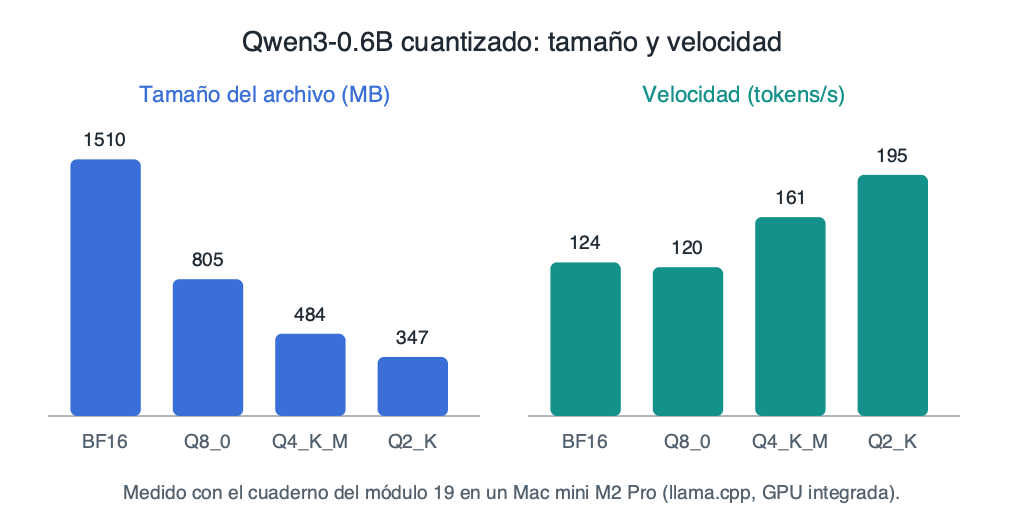 Qwen3-0.6B cuantizado: tamaño y velocidad
Tamaño del archivo (MB)
1510
805
484
347
BF16 Q8_0 Q4_K_M Q2_K
Velocidad (tokens/s)
124
120
161
195
BF16 Q8_0 Q4_K_M Q2_K
Medido con el cuaderno del módulo 19 en un Mac mini M2 Pro (llama.cpp, GPU integrada).